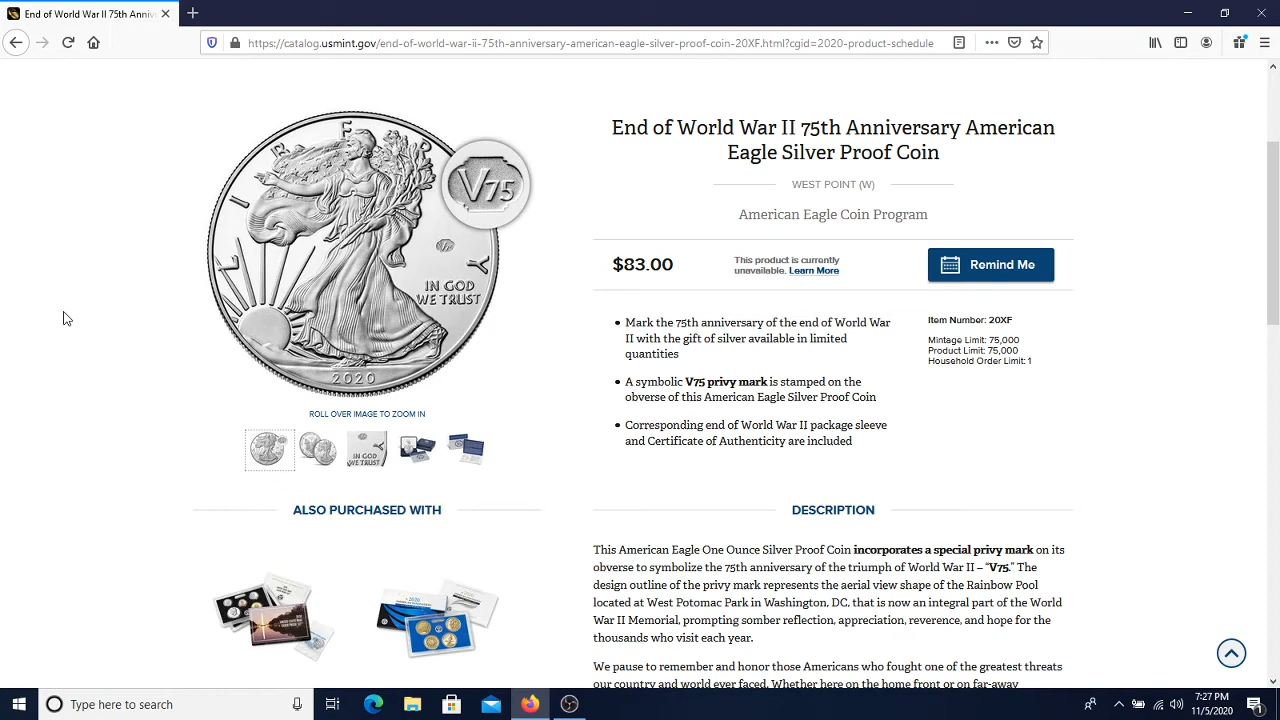 End of World War II 75th Anniv
https://catalog.usmint.gov/end-of-world-war-ii-75th-anniversary-american-eagle-silver-proof-coin-20XF.html?cgid=2020-product-schedule
LIBERTY
V75
IN GOD
WE TRUST
2020
ROLL OVER IMAGE TO ZOOM IN
IN GOD
WE TRUST
ALSO PURCHASED WITH
End of World War II 75th Anniversary American
Eagle Silver Proof Coin
WEST POINT (W)
American Eagle Coin Program
$83.00
This product is currently
unavailable. Learn More
Remind Me
Mark the 75th anniversary of the end of World War
II with the gift of silver available in limited
quantities
A symbolic V75 privy mark is stamped on the
obverse of this American Eagle Silver Proof Coin
Corresponding end of World War II package sleeve
and Certificate of Authenticity are included
Item Number: 20XF
Mintage Limit: 75,000
Product Limit: 75,000
Household Order Limit: 1
DESCRIPTION
This American Eagle One Ounce Silver Proof Coin incorporates a special privy mark on its
obverse to symbolize the 75th anniversary of the triumph of World War II – “V75.” The
design outline of the privy mark represents the aerial view shape of the Rainbow Pool
located at West Potomac Park in Washington, DC, that is now an integral part of the World
War II Memorial, prompting somber reflection, appreciation, reverence, and hope for the
thousands who visit each year.
We pause to remember and honor those Americans who fought one of the greatest threats
our country and world ever faced. Whether here on the home front or on far-away
Type here to search
7:27 PM
11/5/2020